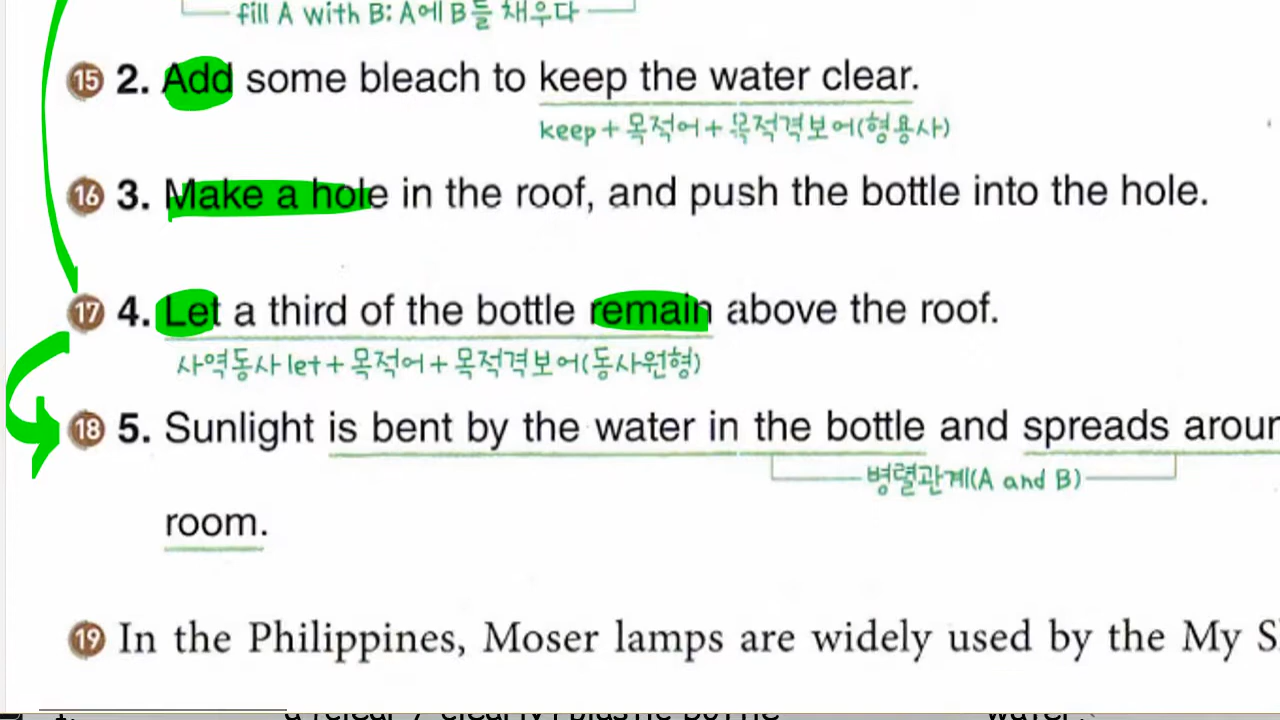 fill A with B: A에 B를 채우다
15 2. Add some bleach to keep the water clear.
keep + 목적어 + 목적격보어(형용사)
16 3. Make a hole in the roof, and push the bottle into the hole.
17 4. Let a third of the bottle remain above the roof.
사역동사 let + 목적어 + 목적격보어(동사원형)
18 5. Sunlight is bent by the water in the bottle and spreads aroun
병렬관계(A and B)
room.
19 In the Philippines, Moser lamps are widely used by the My S